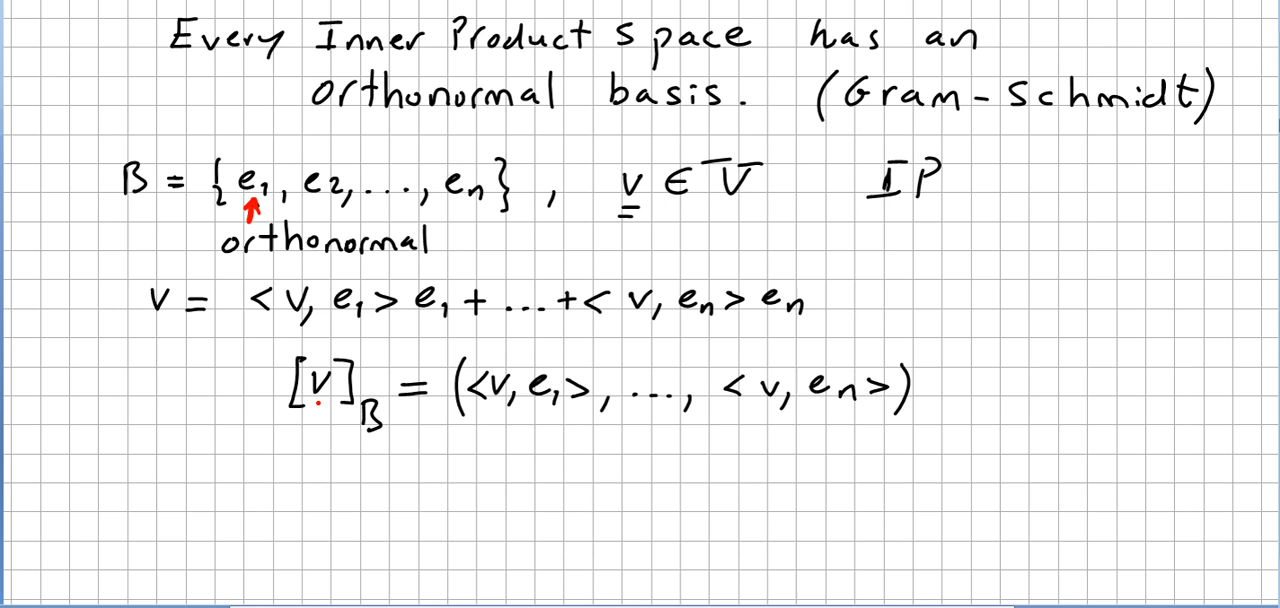 Every Inner Product space has an
orthonormal basis. (Gram-Schmidt)
B = {e₁, e₂, ..., eₙ}, v ∈ V IP
orthonormal
v = <v, e₁> e₁ + ... + <v, eₙ> eₙ
[v]_B = (<v, e₁>, ..., <v, eₙ>)